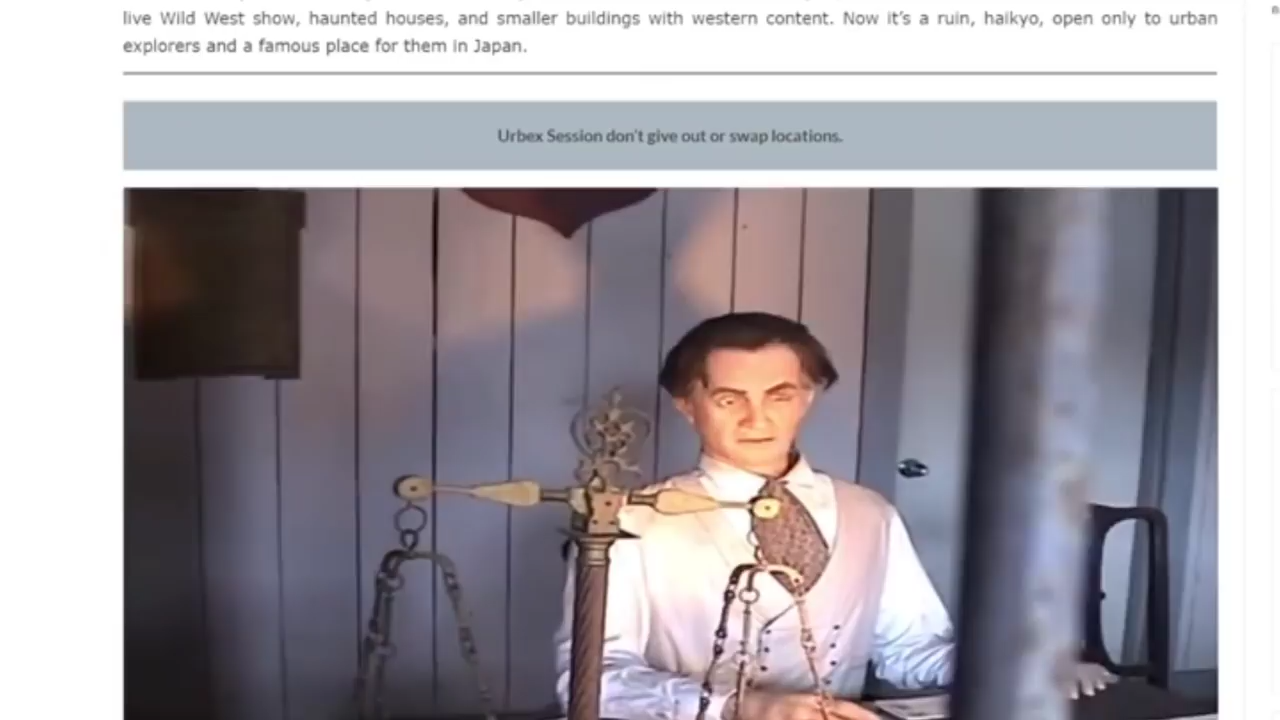 live Wild West show, haunted houses, and smaller buildings with western content. Now it's a ruin, haikyo, open only to urban
explorers and a famous place for them in Japan.
Urbex Session don't give out or swap locations.